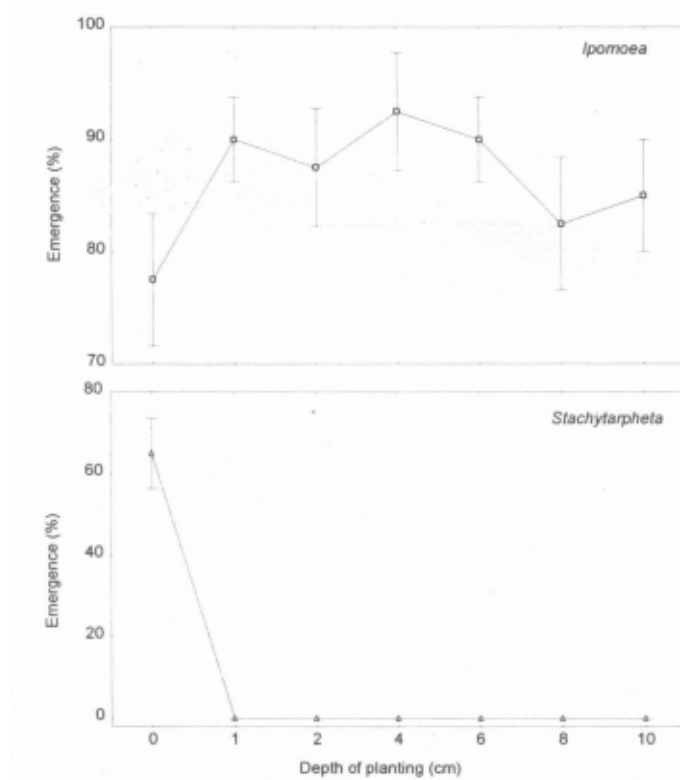 100
Ipomoea
90
80
70
Emergence (%)
80
Stachytarpheta
60
40
20
0
Emergence (%)
0 1 2 4 6 8 10
Depth of planting (cm)